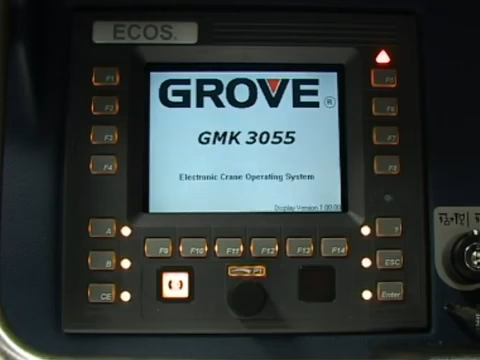 ECOS.
GROVE ®
GMK 3055
Electronic Crane Operating System
Display Version 1.00.00
F1
F2
F3
F4
F5
F6
F7
F8
A
B
CE
F9
F10
F11
F12
F13
F14
?
ESC
Enter